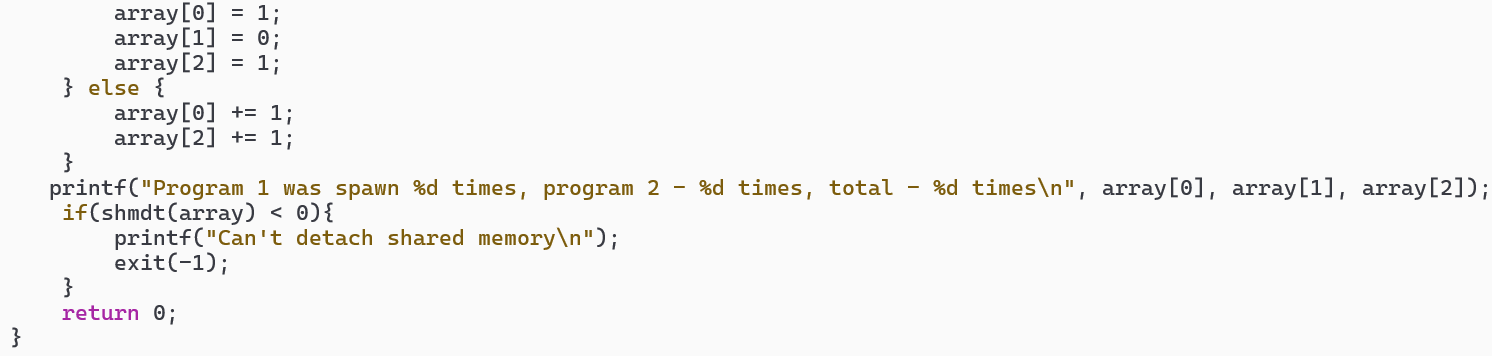 array[0] = 1;
        array[1] = 0;
        array[2] = 1;
    } else {
        array[0] += 1;
        array[2] += 1;
    }
   printf("Program 1 was spawn %d times, program 2 - %d times, total - %d times\n", array[0], array[1], array[2]);
    if(shmdt(array) < 0){
        printf("Can't detach shared memory\n");
        exit(-1);
    }
    return 0;
}